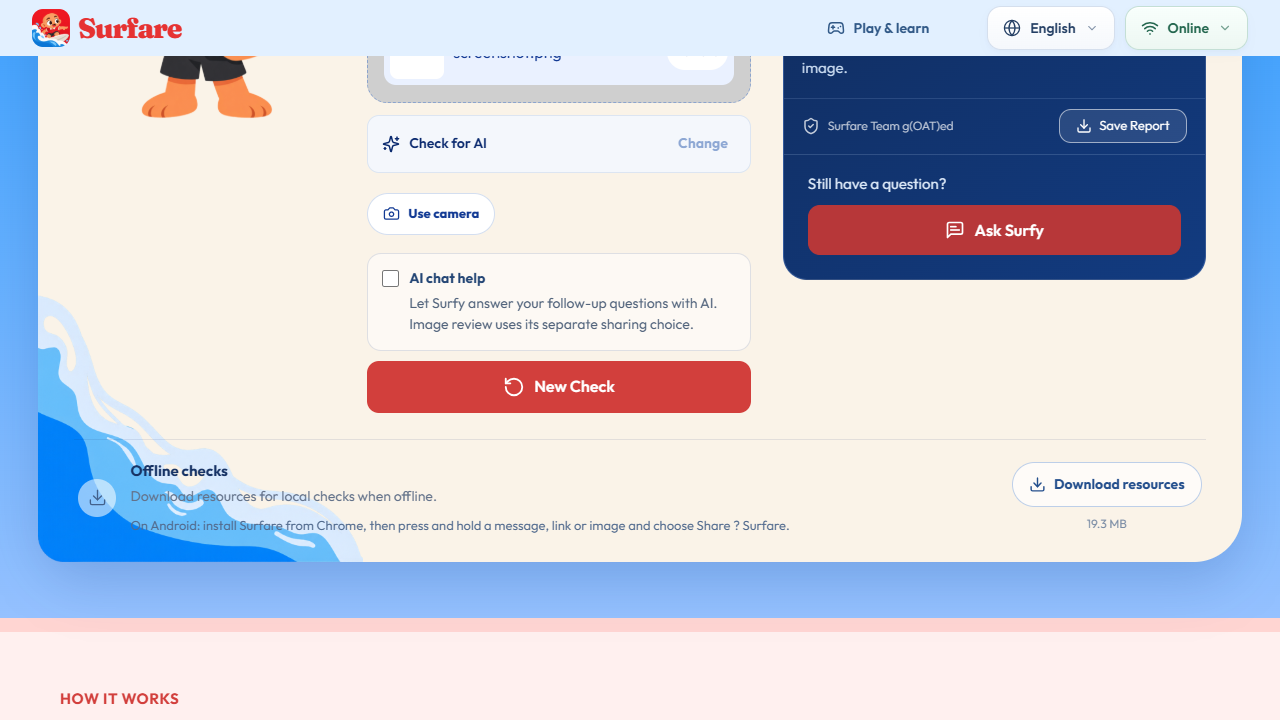 Surfare
Play & learn
English
Online
image.
Surfare Team g(OAT)ed
Save Report
Check for AI
Change
Still have a question?
Ask Surfy
Use camera
AI chat help
Let Surfy answer your follow-up questions with AI.
Image review uses its separate sharing choice.
New Check
Offline checks
Download resources for local checks when offline.
On Android: install Surfare from Chrome, then press and hold a message, link or image and choose Share ? Surfare.
Download resources
19.3 MB
HOW IT WORKS